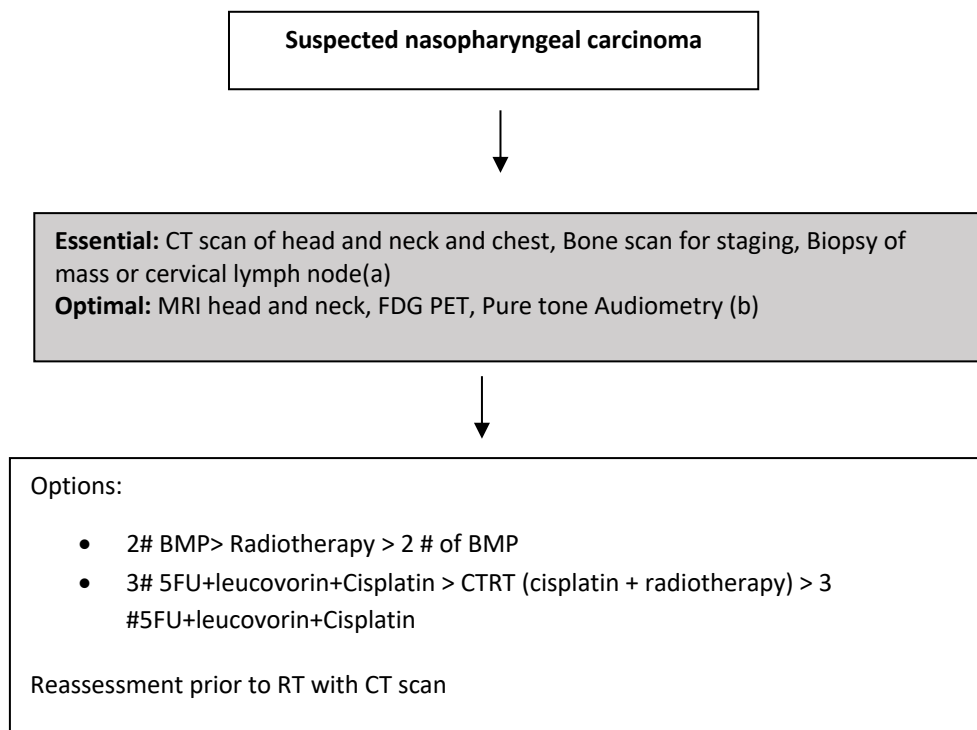 Suspected nasopharyngeal carcinoma
Essential: CT scan of head and neck and chest, Bone scan for staging, Biopsy of
mass or cervical lymph node(a)
Optimal: MRI head and neck, FDG PET, Pure tone Audiometry (b)
Options:
• 2# BMP> Radiotherapy > 2 # of BMP
• 3# 5FU+leucovorin+Cisplatin > CTRT (cisplatin + radiotherapy) > 3
#5FU+leucovorin+Cisplatin
Reassessment prior to RT with CT scan